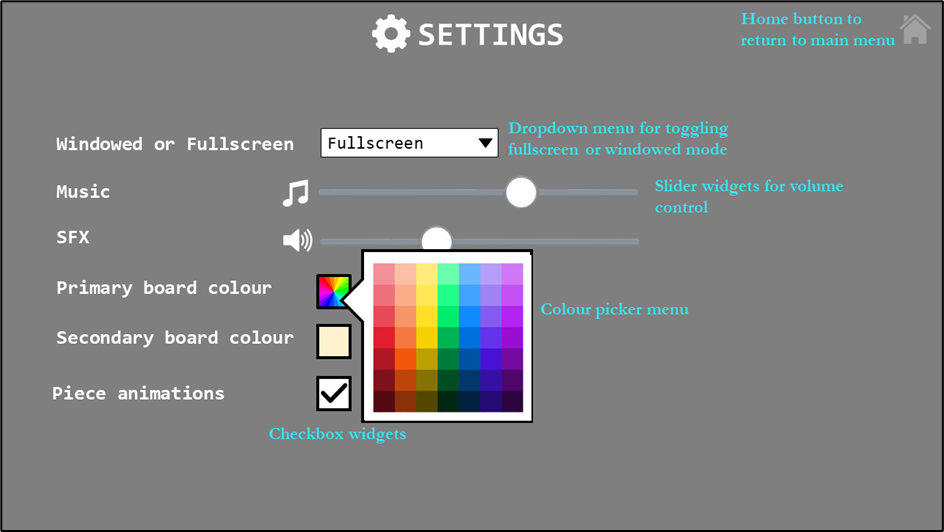 SETTINGS
Home button to
return to main menu
Windowed or Fullscreen
Fullscreen
Dropdown menu for toggling
fullscreen or windowed mode
Music
Slider widgets for volume
control
SFX
Primary board colour
Colour picker menu
Secondary board colour
Piece animations
Checkbox widgets